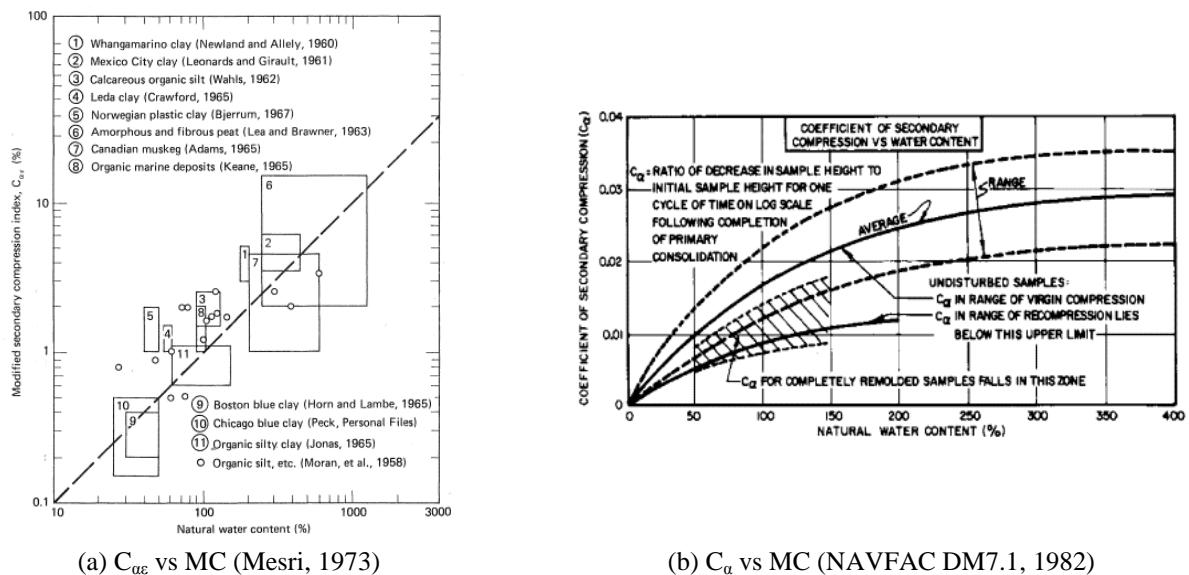 100
① Whangamarino clay (Newland and Allely, 1960)
② Mexico City clay (Leonards and Girault, 1961)
③ Calcareous organic silt (Wahls, 1962)
④ Leda clay (Crawford, 1965)
⑤ Norwegian plastic clay (Bjerrum, 1967)
⑥ Amorphous and fibrous peat (Lea and Brawner, 1963)
⑦ Canadian muskeg (Adams, 1965)
⑧ Organic marine deposits (Keane, 1965)
Modified secondary compression index, Cαε (%)
10
6
2
1
7
3
5
8
4
1
11
10
9
⑨ Boston blue clay (Horn and Lambe, 1965)
⑩ Chicago blue clay (Peck, Personal Files)
⑪ Organic silty clay (Jonas, 1965)
○ Organic silt, etc. (Moran, et al., 1958)
0.1
10
100
1000
3000
Natural water content (%)
(a) Cαε vs MC (Mesri, 1973)
COEFFICIENT OF SECONDARY COMPRESSION (Cα)
0.04
0.03
0.02
0.01
0
COEFFICIENT OF SECONDARY
COMPRESSION VS WATER CONTENT
Cα = RATIO OF DECREASE IN SAMPLE HEIGHT TO
INITIAL SAMPLE HEIGHT FOR ONE
CYCLE OF TIME ON LOG SCALE
FOLLOWING COMPLETION
OF PRIMARY
CONSOLIDATION
RANGE
AVERAGE
UNDISTURBED SAMPLES:
Cα IN RANGE OF VIRGIN COMPRESSION
Cα IN RANGE OF RECOMPRESSION LIES
BELOW THIS UPPER LIMIT
Cα FOR COMPLETELY REMOLDED SAMPLES FALLS IN THIS ZONE
0
50
100
150
200
250
300
350
400
NATURAL WATER CONTENT (%)
(b) Cα vs MC (NAVFAC DM7.1, 1982)